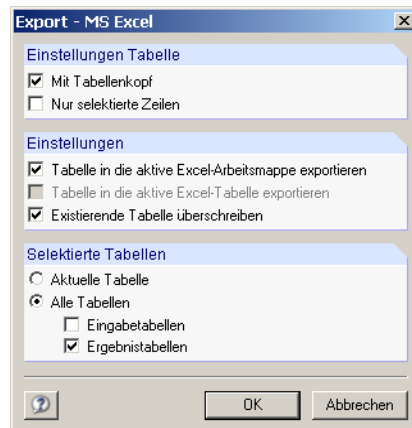 Export - MS Excel
Einstellungen Tabelle
Mit Tabellenkopf
Nur selektierte Zeilen
Einstellungen
Tabelle in die aktive Excel-Arbeitsmappe exportieren
Tabelle in die aktive Excel-Tabelle exportieren
Existierende Tabelle überschreiben
Selektierte Tabellen
Aktuelle Tabelle
Alle Tabellen
Eingabetabellen
Ergebnistabellen
OK
Abbrechen